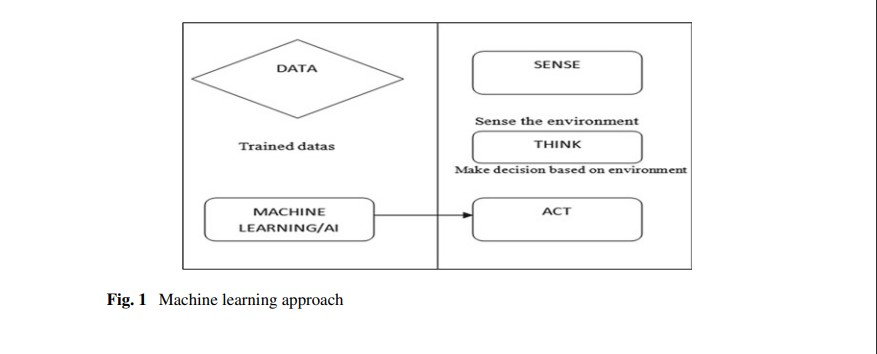 DATA
Trained datas
MACHINE
LEARNING/AI
SENSE
Sense the environment
THINK
Make decision based on environment
ACT
Fig. 1 Machine learning approach